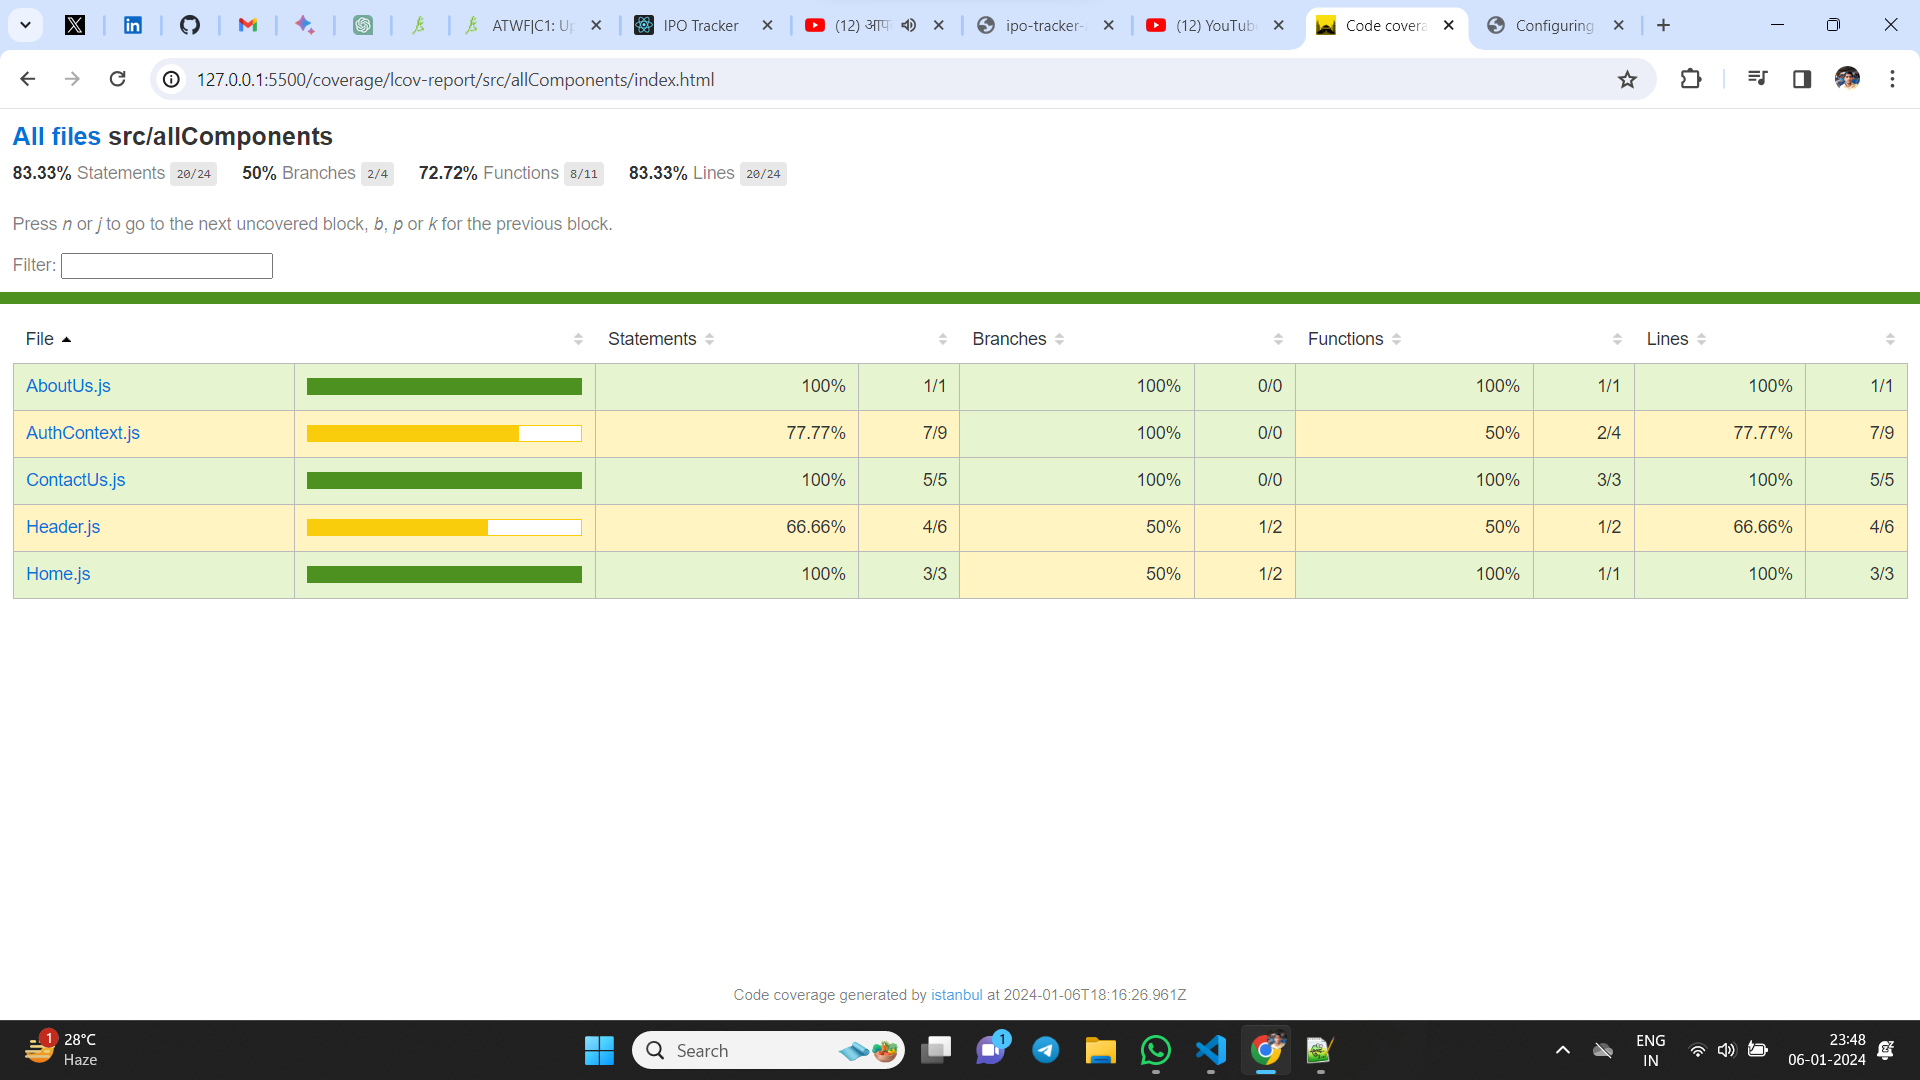 ATWF|C1: Up
IPO Tracker
(12) आप
ipo-tracker-
(12) YouTube
Code covera
Configuring
127.0.0.1:5500/coverage/lcov-report/src/allComponents/index.html
All files src/allComponents
83.33% Statements 20/24 50% Branches 2/4 72.72% Functions 8/11 83.33% Lines 20/24
Press n or j to go to the next uncovered block, b, p or k for the previous block.
Filter:
File Statements Branches Functions Lines
AboutUs.js 100% 1/1 100% 0/0 100% 1/1 100% 1/1
AuthContext.js 77.77% 7/9 100% 0/0 50% 2/4 77.77% 7/9
ContactUs.js 100% 5/5 100% 0/0 100% 3/3 100% 5/5
Header.js 66.66% 4/6 50% 1/2 50% 1/2 66.66% 4/6
Home.js 100% 3/3 50% 1/2 100% 1/1 100% 3/3
Code coverage generated by istanbul at 2024-01-06T18:16:26.961Z
1
28°C
Haze
Search
1
ENG
IN
23:48
06-01-2024